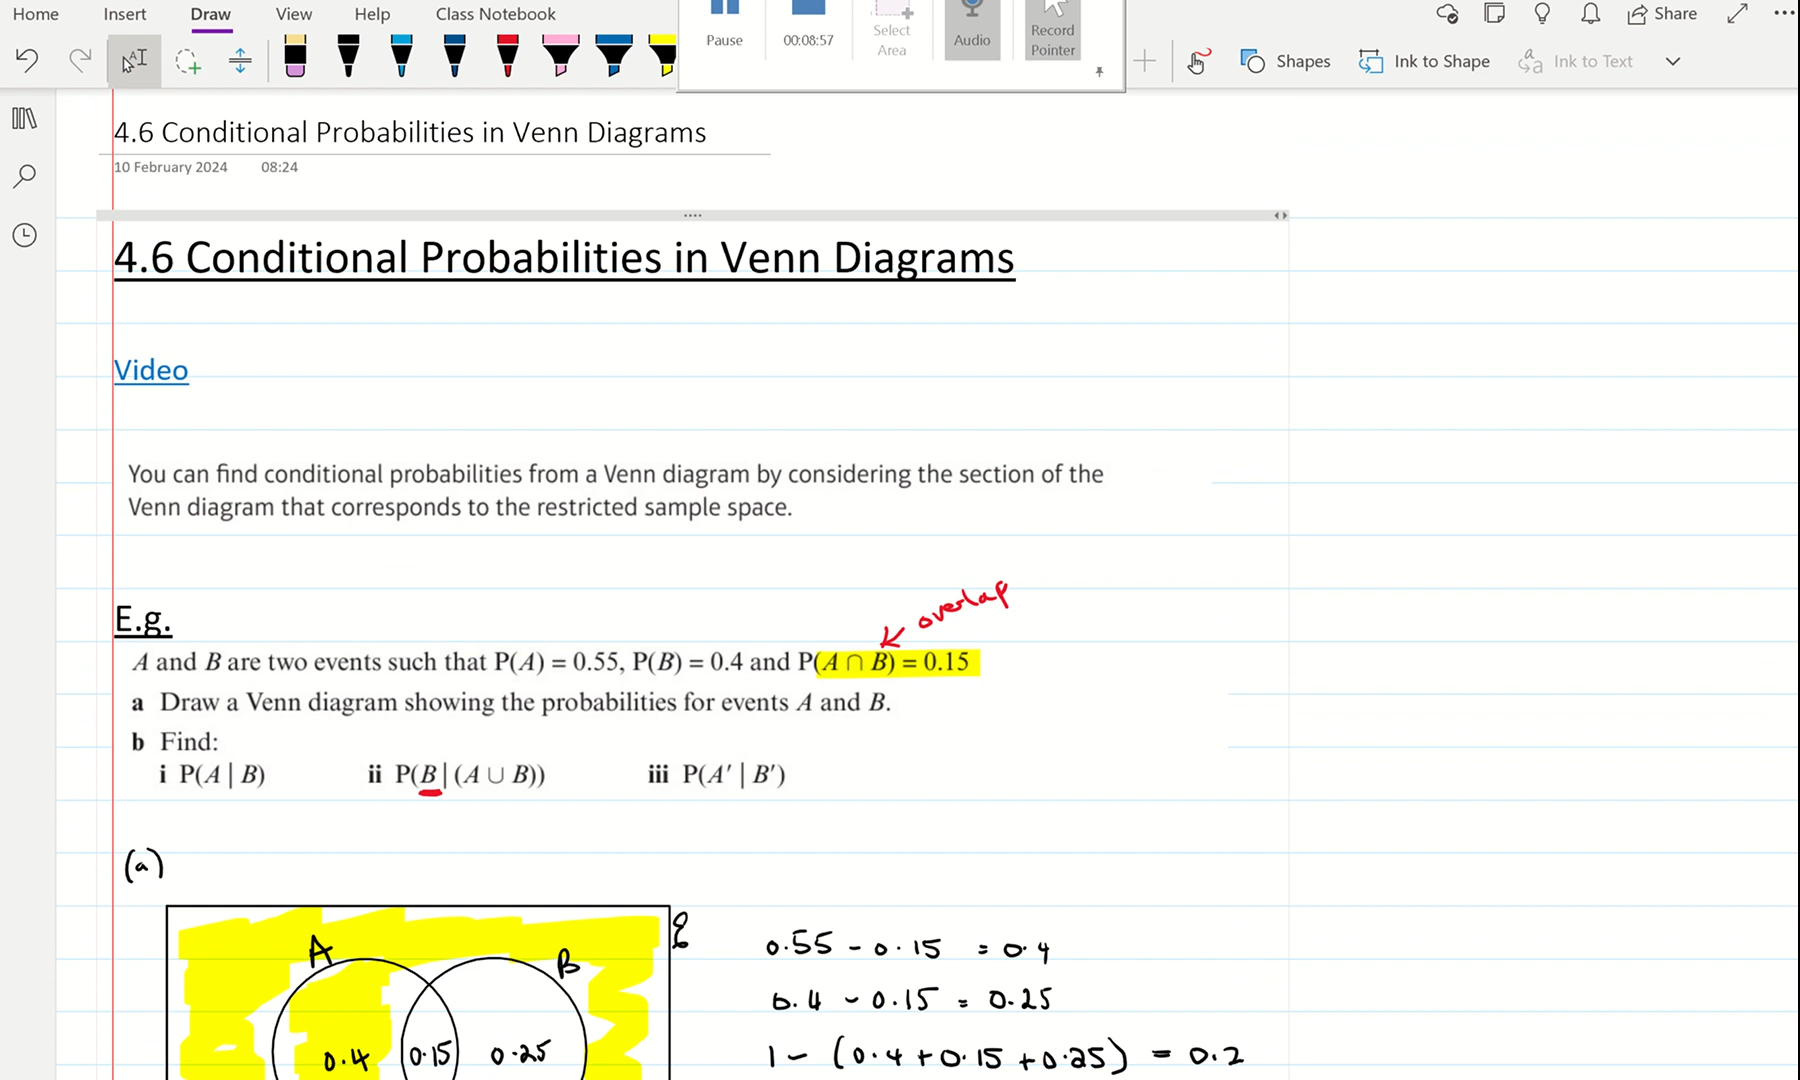 Home Insert Draw View Help Class Notebook
Pause 00:08:57 Select Area Audio Record Pointer
Share
Shapes Ink to Shape Ink to Text
4.6 Conditional Probabilities in Venn Diagrams
10 February 2024 08:24
4.6 Conditional Probabilities in Venn Diagrams
Video
You can find conditional probabilities from a Venn diagram by considering the section of the
Venn diagram that corresponds to the restricted sample space.
overlap
E.g.
A and B are two events such that P(A) = 0.55, P(B) = 0.4 and P(A ∩ B) = 0.15
a Draw a Venn diagram showing the probabilities for events A and B.
b Find:
i P(A | B) ii P(B | (A ∪ B)) iii P(A′ | B′)
(a)
A B ξ
0.4 0.15 0.25
0.55 - 0.15 = 0.4
0.4 - 0.15 = 0.25
1 - (0.4 + 0.15 + 0.25) = 0.2